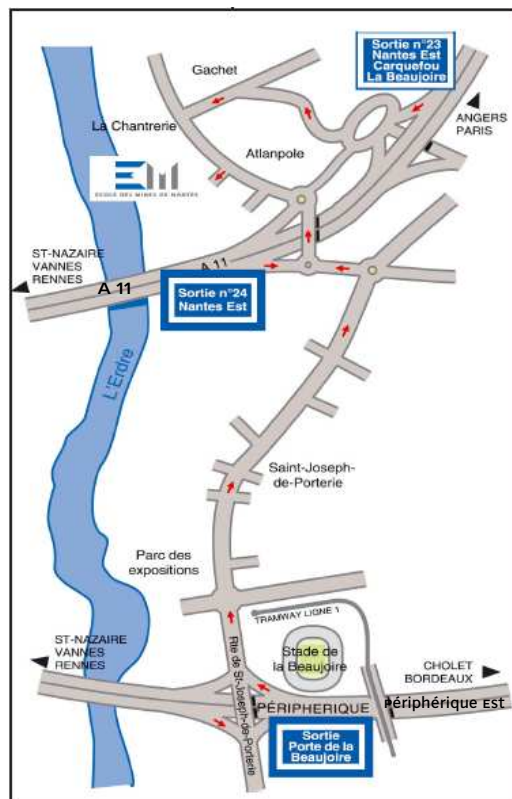 Sortie n°23
Nantes Est
Carquefou
La Beaujoire
Gachet
ANGERS
PARIS
La Chantrerie
Atlanpole
EM
ECOLE DES MINES DE NANTES
ST-NAZAIRE
VANNES
RENNES
A 11
A 11
Sortie n°24
Nantes Est
L'Erdre
Saint-Joseph-
de-Porterie
Parc des
expositions
TRAMWAY LIGNE 1
ST-NAZAIRE
VANNES
RENNES
Stade de
la Beaujoire
CHOLET
BORDEAUX
Rte de St-Joseph-de-Porterie
PÉRIPHERIQUE
Périphérique EST
Sortie
Porte de la
Beaujoire